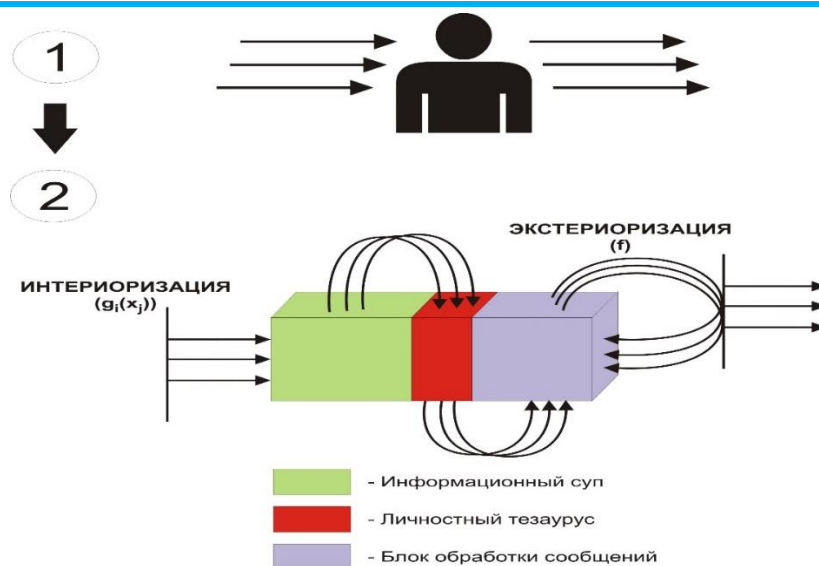 1
2
ЭКСТЕРИОРИЗАЦИЯ
(f)
ИНТЕРИОРИЗАЦИЯ
(gi(xj))
- Информационный суп
- Личностный тезаурус
- Блок обработки сообщений